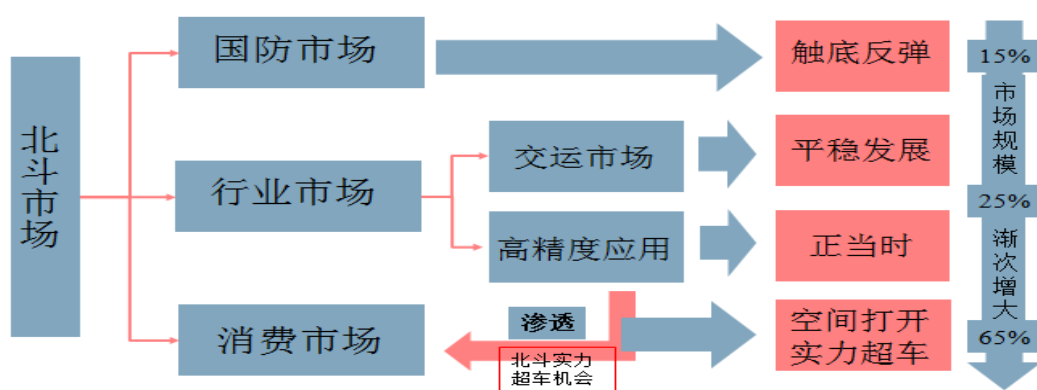 北斗市场
国防市场
触底反弹
15%
行业市场
交运市场
平稳发展
市场规模
25%
高精度应用
正当时
渐次增大
消费市场
渗透
北斗实力
超车机会
空间打开
实力超车
65%